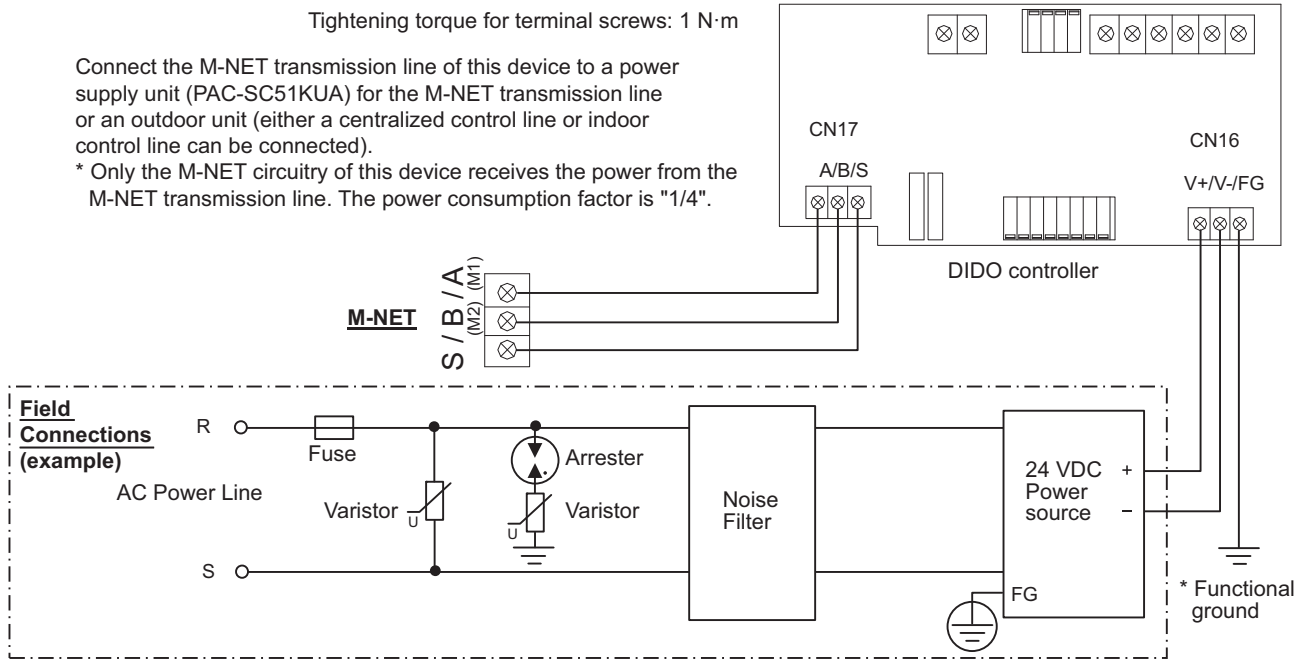 Tightening torque for terminal screws: 1 N·m
Connect the M-NET transmission line of this device to a power
supply unit (PAC-SC51KUA) for the M-NET transmission line
or an outdoor unit (either a centralized control line or indoor
control line can be connected).
* Only the M-NET circuitry of this device receives the power from the
M-NET transmission line. The power consumption factor is "1/4".
CN17
A/B/S
CN16
V+/V-/FG
DIDO controller
M-NET
S / B / A
(M2) (M1)
Field
Connections
(example)
R
Fuse
AC Power Line
Varistor
U
Arrester
Varistor
U
S
Noise
Filter
24 VDC
Power
source
+
−
FG
* Functional
ground